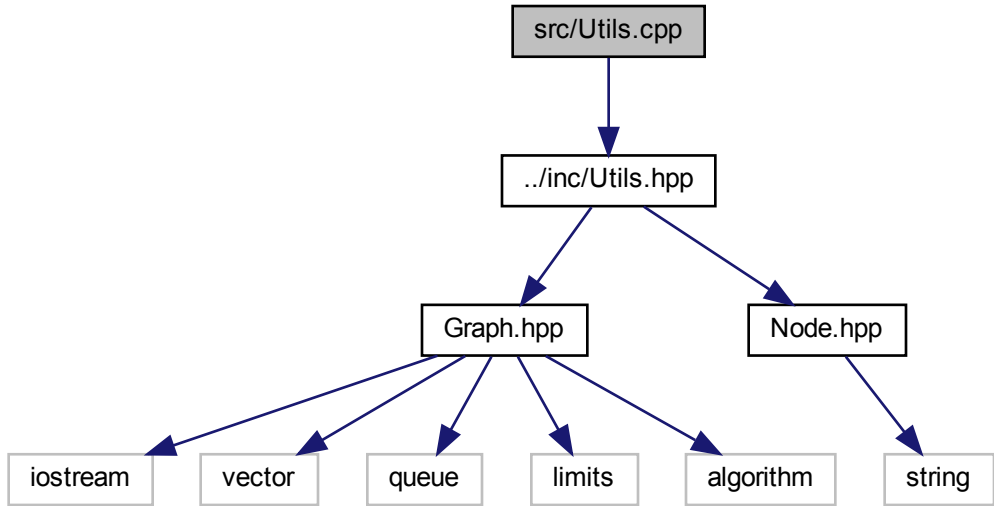 src/Utils.cpp
../inc/Utils.hpp
Graph.hpp
Node.hpp
iostream
vector
queue
limits
algorithm
string